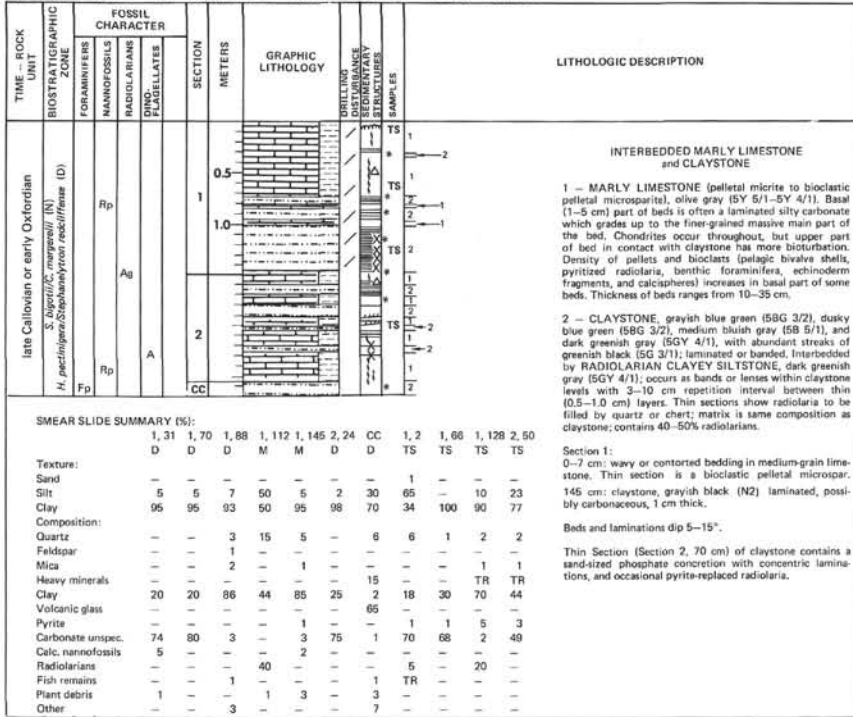 TIME – ROCK UNIT
BIOSTRATIGRAPHIC ZONE
FOSSIL CHARACTER
FORAMINIFERS
NANNOFOSSILS
RADIOLARIANS
DINO-FLAGELLATES
SECTION
METERS
GRAPHIC LITHOLOGY
DRILLING DISTURBANCE
SEDIMENTARY STRUCTURES
SAMPLES
LITHOLOGIC DESCRIPTION
late Callovian or early Oxfordian
S. bigotii/C. margerelii (N)
H. pectinigera/Stephanelytron redcliffense (D)
Fp
Rp
Rp
Ag
A
1
2
CC
0.5
1.0
TS
TS
TS
TS
INTERBEDDED MARLY LIMESTONE
and CLAYSTONE
1 – MARLY LIMESTONE (pelletal micrite to bioclastic
pelletal microsparite), olive gray (5Y 5/1–5Y 4/1). Basal
(1–5 cm) part of beds is often a laminated silty carbonate
which grades up to the finer-grained massive main part of
the bed. Chondrites occur throughout, but upper part
of bed in contact with claystone has more bioturbation.
Density of pellets and bioclasts (pelagic bivalve shells,
pyritized radiolaria, benthic foraminifera, echinoderm
fragments, and calcispheres) increases in basal part of some
beds. Thickness of beds ranges from 10–35 cm.
2 – CLAYSTONE, grayish blue green (5BG 3/2), dusky
blue green (5BG 3/2), medium bluish gray (5B 5/1), and
dark greenish gray (5GY 4/1), with abundant streaks of
greenish black (5G 3/1); laminated or banded. Interbedded
by RADIOLARIAN CLAYEY SILTSTONE, dark greenish
gray (5GY 4/1); occurs as bands or lenses within claystone
levels with 3–10 cm repetition interval between thin
(0.5–1.0 cm) layers. Thin sections show radiolaria to be
filled by quartz or chert; matrix is same composition as
claystone; contains 40–50% radiolarians.
Section 1:
0–7 cm: wavy or contorted bedding in medium-grain lime-
stone. Thin section is a bioclastic pelletal microspar.
145 cm: claystone, grayish black (N2) laminated, possi-
bly carbonaceous, 1 cm thick.
Beds and laminations dip 5–15°.
Thin Section (Section 2, 70 cm) of claystone contains a
sand-sized phosphate concretion with concentric lamina-
tions, and occasional pyrite-replaced radiolaria.
SMEAR SLIDE SUMMARY (%):
1, 31 1, 70 1, 88 1, 112 1, 145 2, 24 CC 1, 2 1, 66 1, 128 2, 50
D D D M M D D TS TS TS TS
Texture:
Sand – – – – – – – 1 – – –
Silt 5 5 7 50 5 2 30 65 – 10 23
Clay 95 95 93 50 95 98 70 34 100 90 77
Composition:
Quartz – – 3 15 5 – 6 6 1 2 2
Feldspar – – 1 – – – – – – – –
Mica – – 2 – 1 – – – – 1 1
Heavy minerals – – – – – – 15 – – TR TR
Clay 20 20 86 44 85 25 2 18 30 70 44
Volcanic glass – – – – – – 65 – – – –
Pyrite – – – – 1 – – 1 1 5 3
Carbonate unspec. 74 80 3 – 3 75 1 70 68 2 49
Calc. nannofossils 5 – – – 2 – – – – – –
Radiolarians – – – 40 – – – 5 – 20 –
Fish remains – – 1 – – – 1 TR – – –
Plant debris 1 – – 1 3 – 3 – – – –
Other – – 3 – – – 7 – – – –